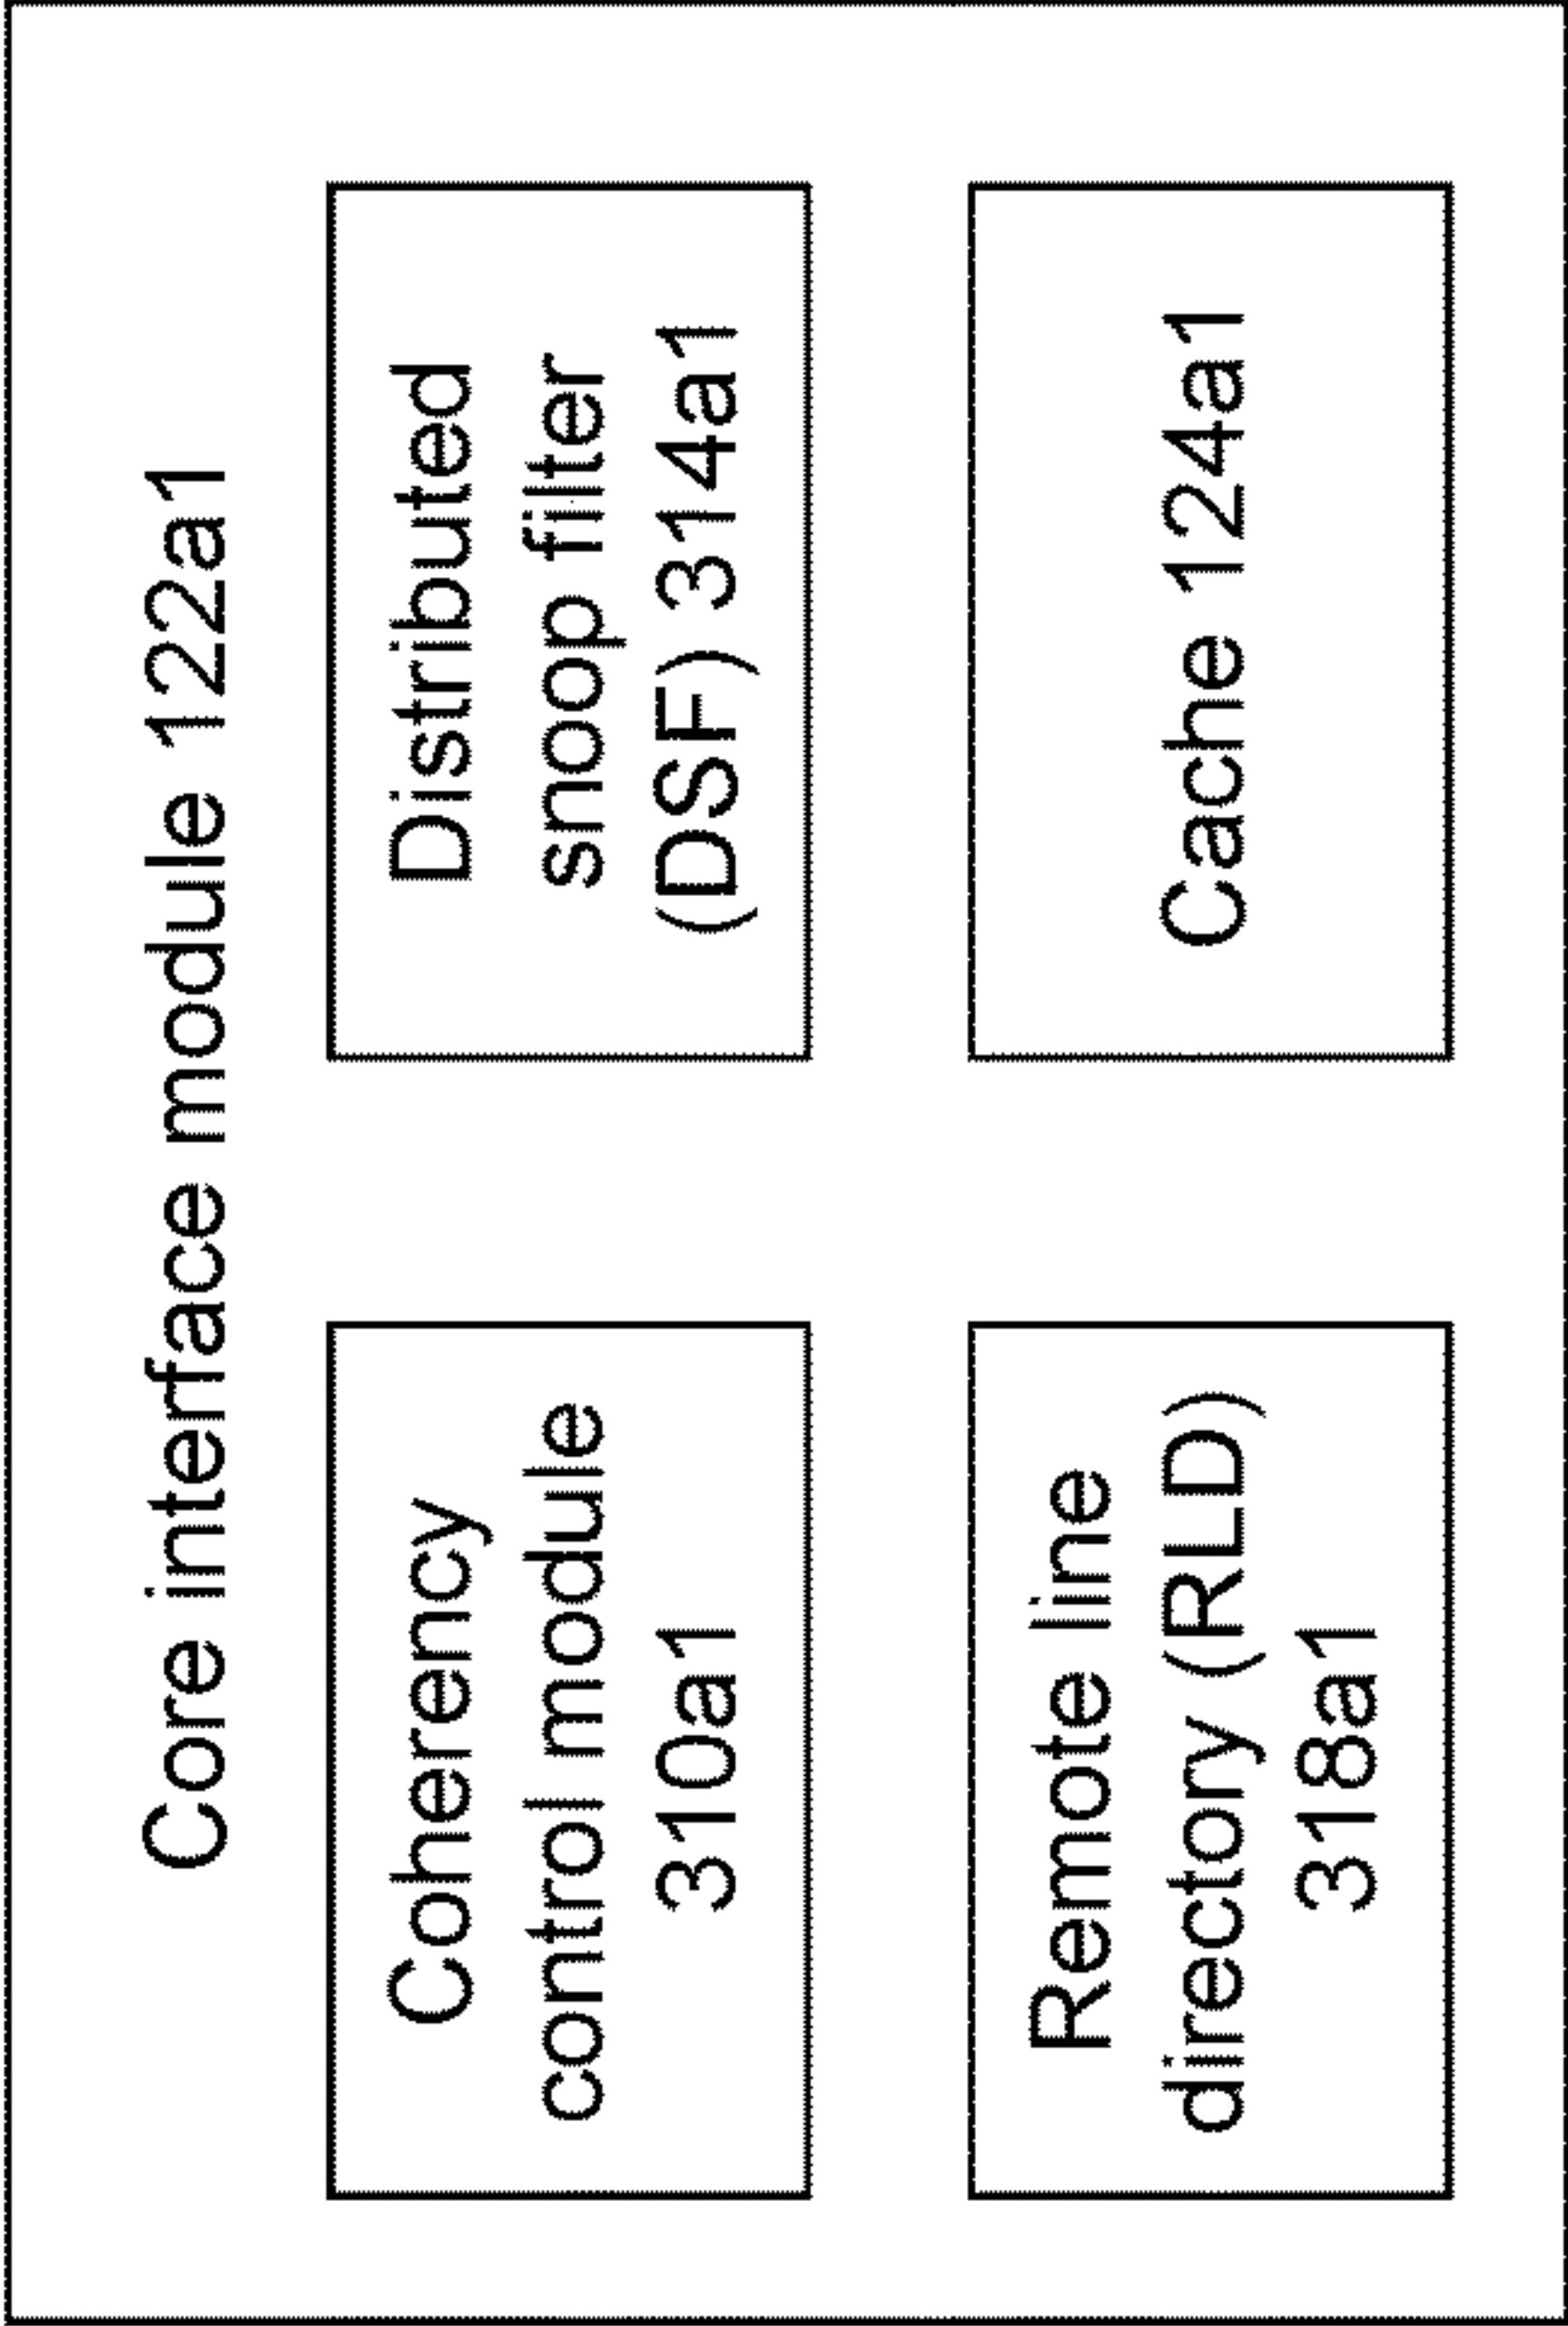 Core interface module 122a1
Coherency
control module
310a1
Distributed
snoop filter
(DSF) 314a1
Remote line
directory (RLD)
318a1
Cache 124a1